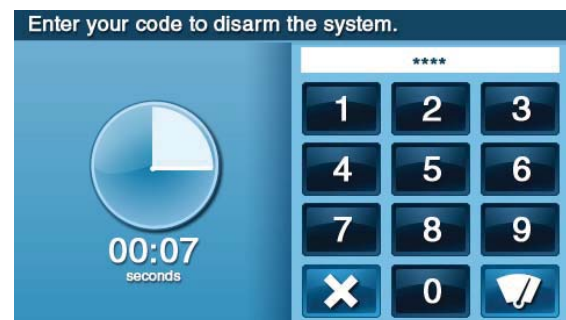 Enter your code to disarm the system.
****
1 2 3
4 5 6
00:07
seconds
7 8 9
0